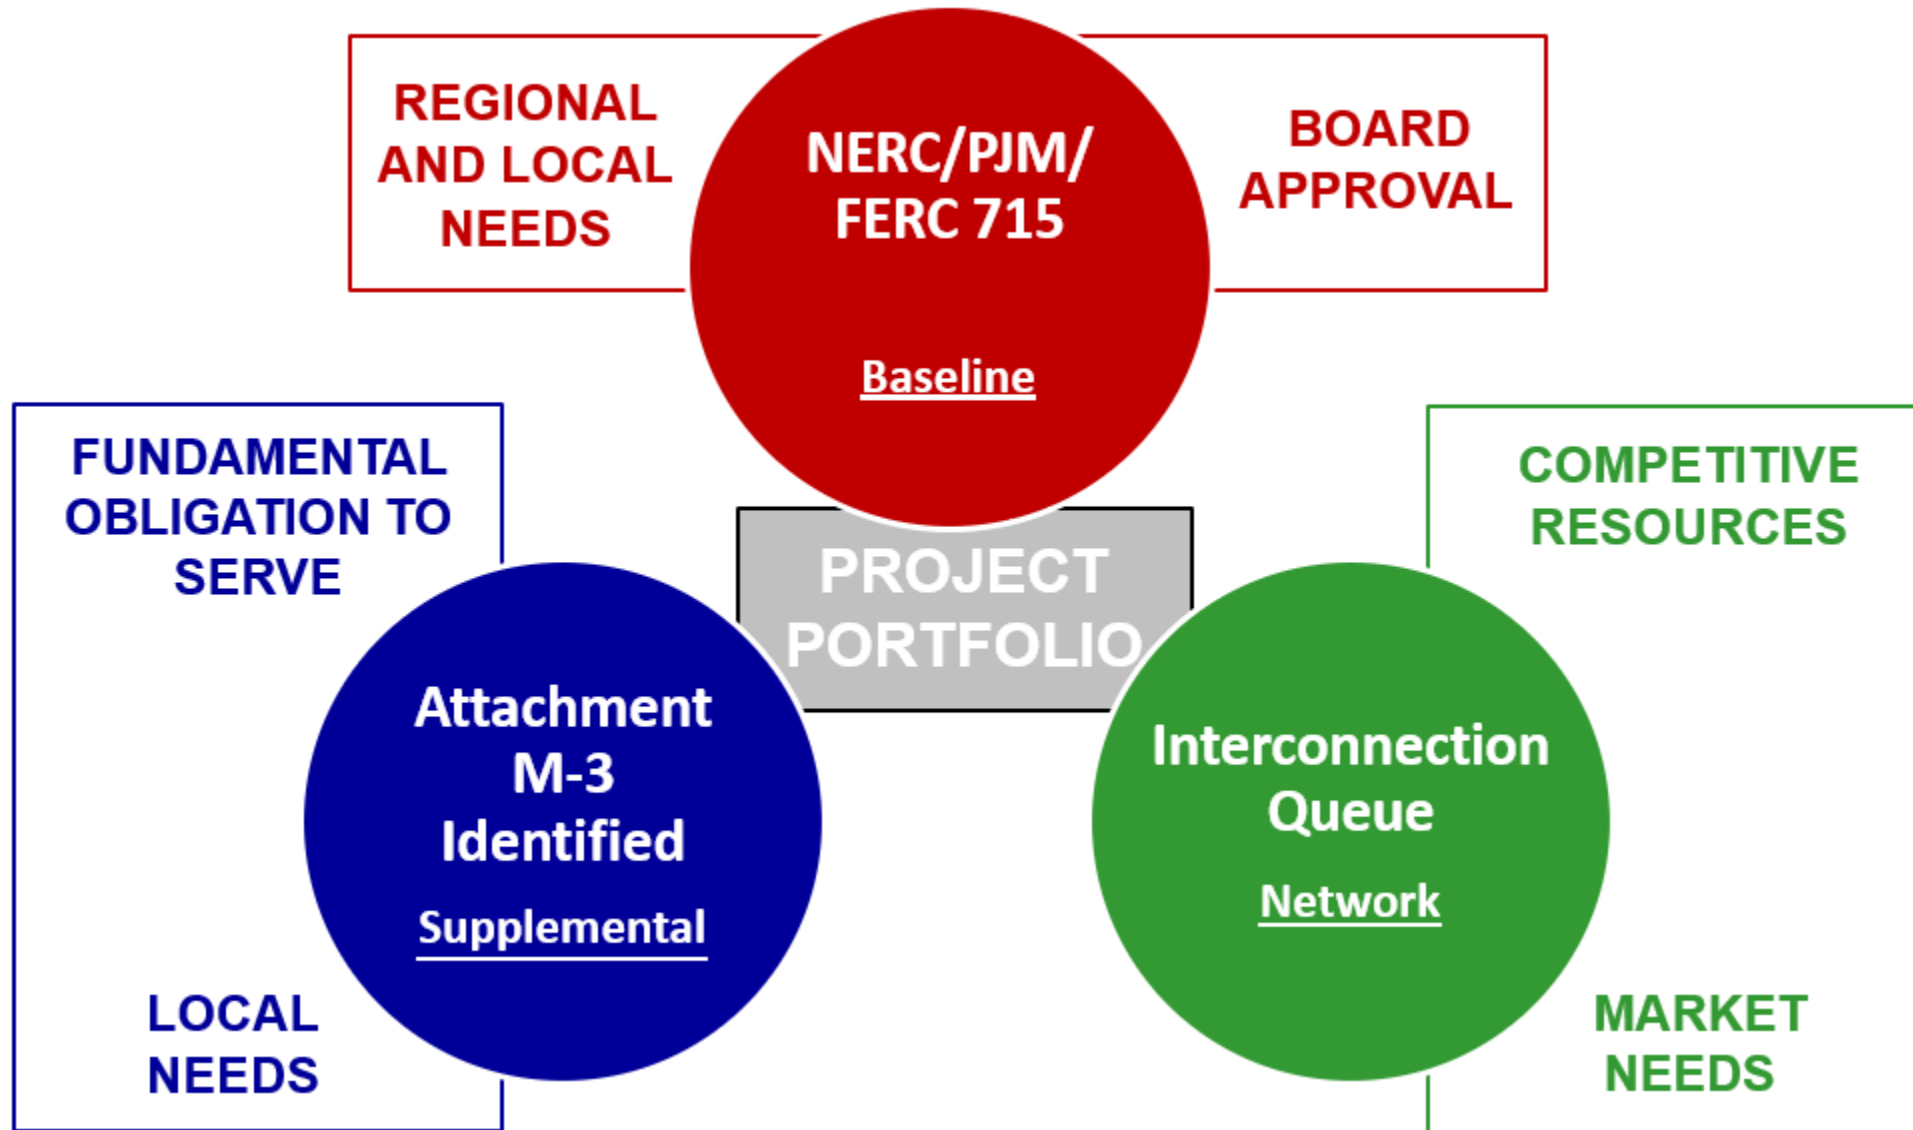 REGIONAL
AND LOCAL
NEEDS
NERC/PJM/
FERC 715
Baseline
BOARD
APPROVAL
FUNDAMENTAL
OBLIGATION TO
SERVE
Attachment
M-3
Identified
Supplemental
LOCAL
NEEDS
PROJECT
PORTFOLIO
COMPETITIVE
RESOURCES
Interconnection
Queue
Network
MARKET
NEEDS